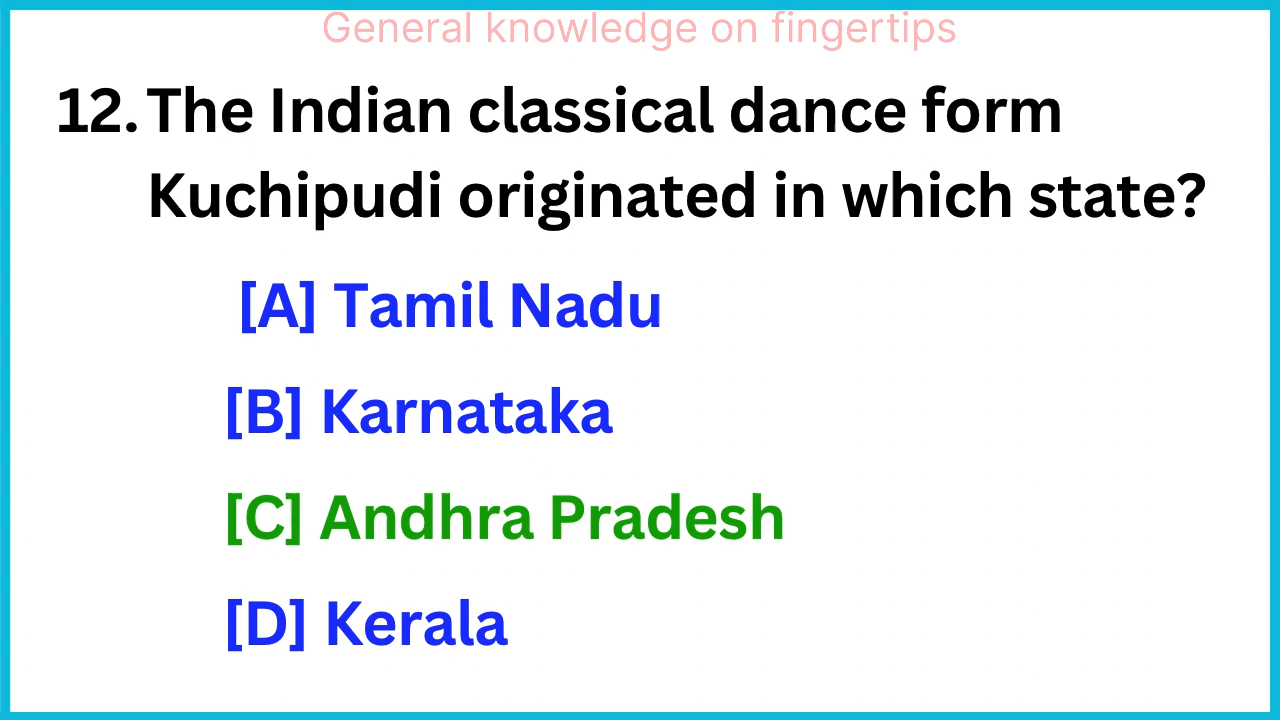 General knowledge on fingertips
12. The Indian classical dance form
Kuchipudi originated in which state?
[A] Tamil Nadu
[B] Karnataka
[C] Andhra Pradesh
[D] Kerala